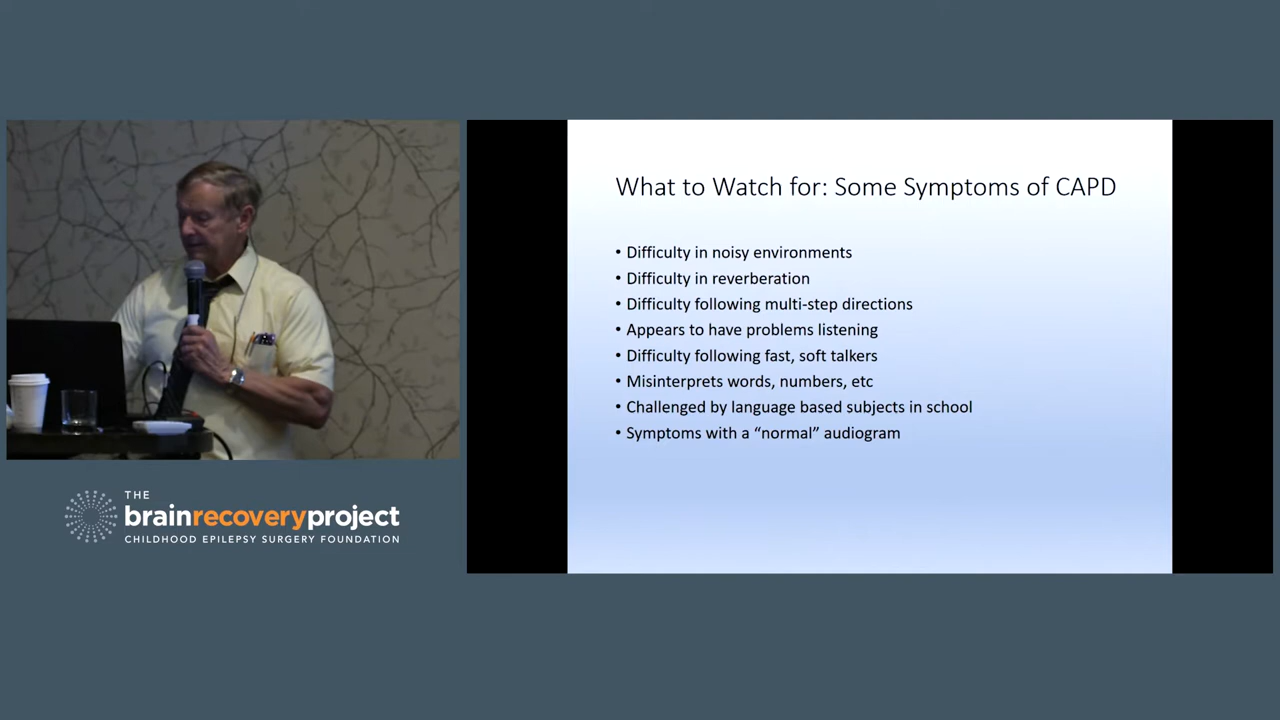 What to Watch for: Some Symptoms of CAPD
• Difficulty in noisy environments
• Difficulty in reverberation
• Difficulty following multi-step directions
• Appears to have problems listening
• Difficulty following fast, soft talkers
• Misinterprets words, numbers, etc
• Challenged by language based subjects in school
• Symptoms with a “normal” audiogram
THE
brainrecoveryproject
CHILDHOOD EPILEPSY SURGERY FOUNDATION